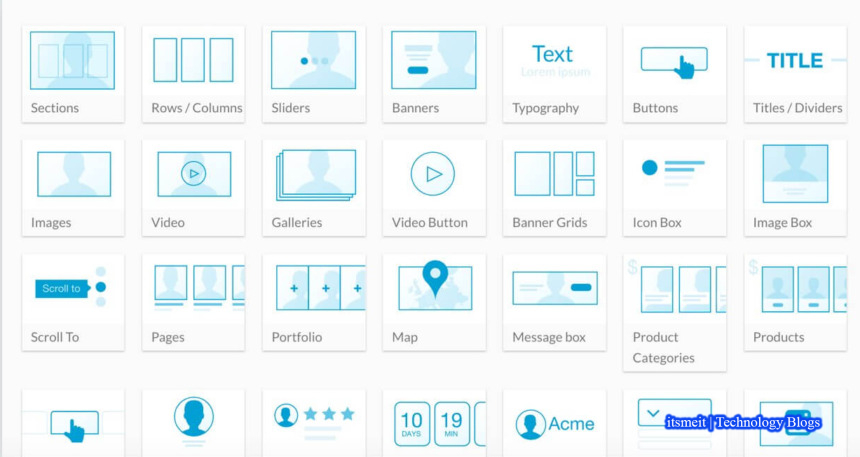 Text
Lorem ipsum
TITLE
Sections
Rows / Columns
Sliders
Banners
Typography
Buttons
Titles / Dividers
Images
Video
Galleries
Video Button
Banner Grids
Icon Box
Image Box
Scroll to
$
$
Scroll To
Pages
Portfolio
Map
Message box
Product
Categories
Products
10
DAYS
19
MIN
Acme
itsmeit | Technology Blogs